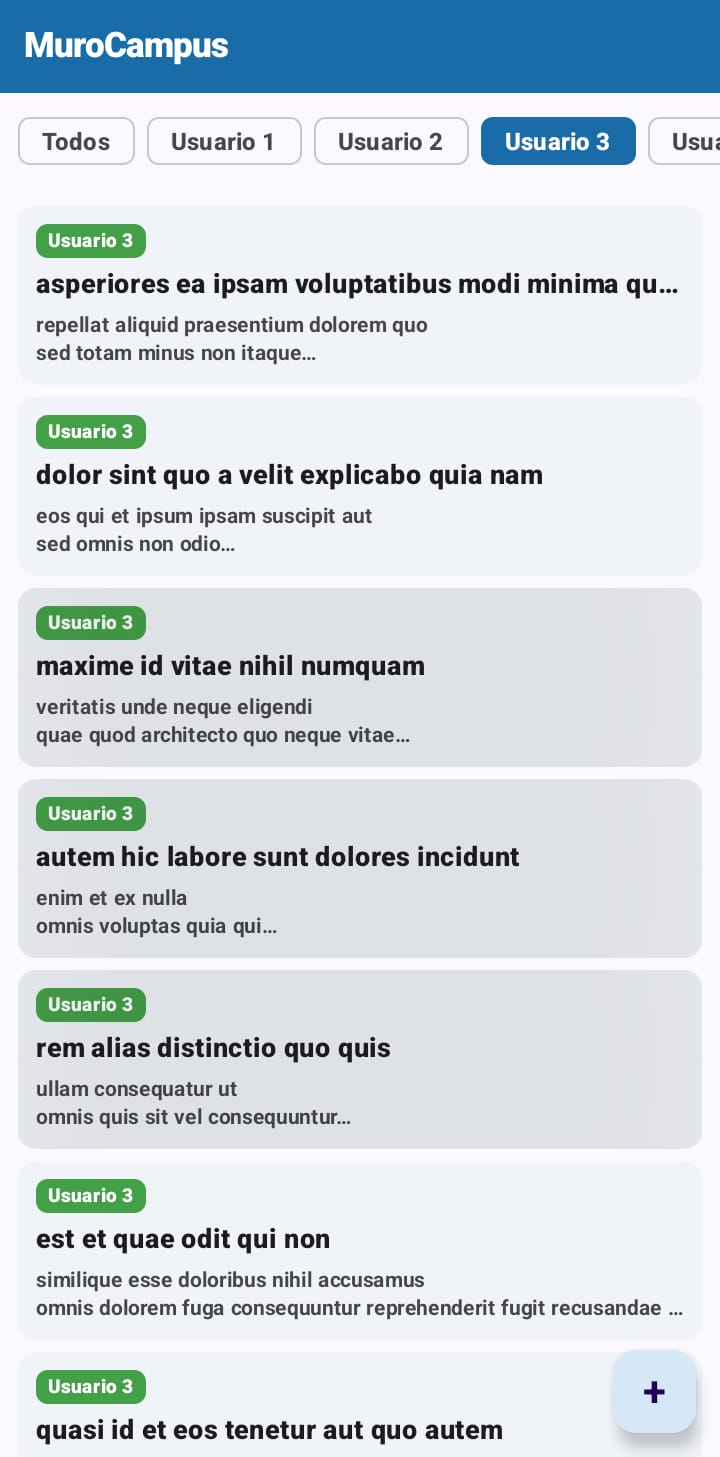 MuroCampus
Todos Usuario 1 Usuario 2 Usuario 3 Usua
Usuario 3
asperiores ea ipsam voluptatibus modi minima qu…
repellat aliquid praesentium dolorem quo
sed totam minus non itaque…
Usuario 3
dolor sint quo a velit explicabo quia nam
eos qui et ipsum ipsam suscipit aut
sed omnis non odio…
Usuario 3
maxime id vitae nihil numquam
veritatis unde neque eligendi
quae quod architecto quo neque vitae…
Usuario 3
autem hic labore sunt dolores incidunt
enim et ex nulla
omnis voluptas quia qui…
Usuario 3
rem alias distinctio quo quis
ullam consequatur ut
omnis quis sit vel consequuntur…
Usuario 3
est et quae odit qui non
similique esse doloribus nihil accusamus
omnis dolorem fuga consequuntur reprehenderit fugit recusandae …
Usuario 3
quasi id et eos tenetur aut quo autem
+